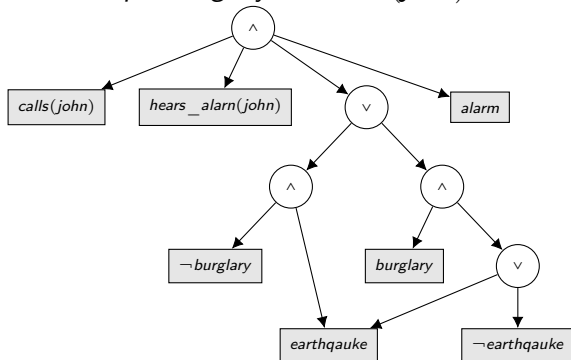 ∧
calls(john) hears_alarn(john) ∨ alarm
∧ ∧
¬burglary burglary ∨
earthqauke ¬earthqauke